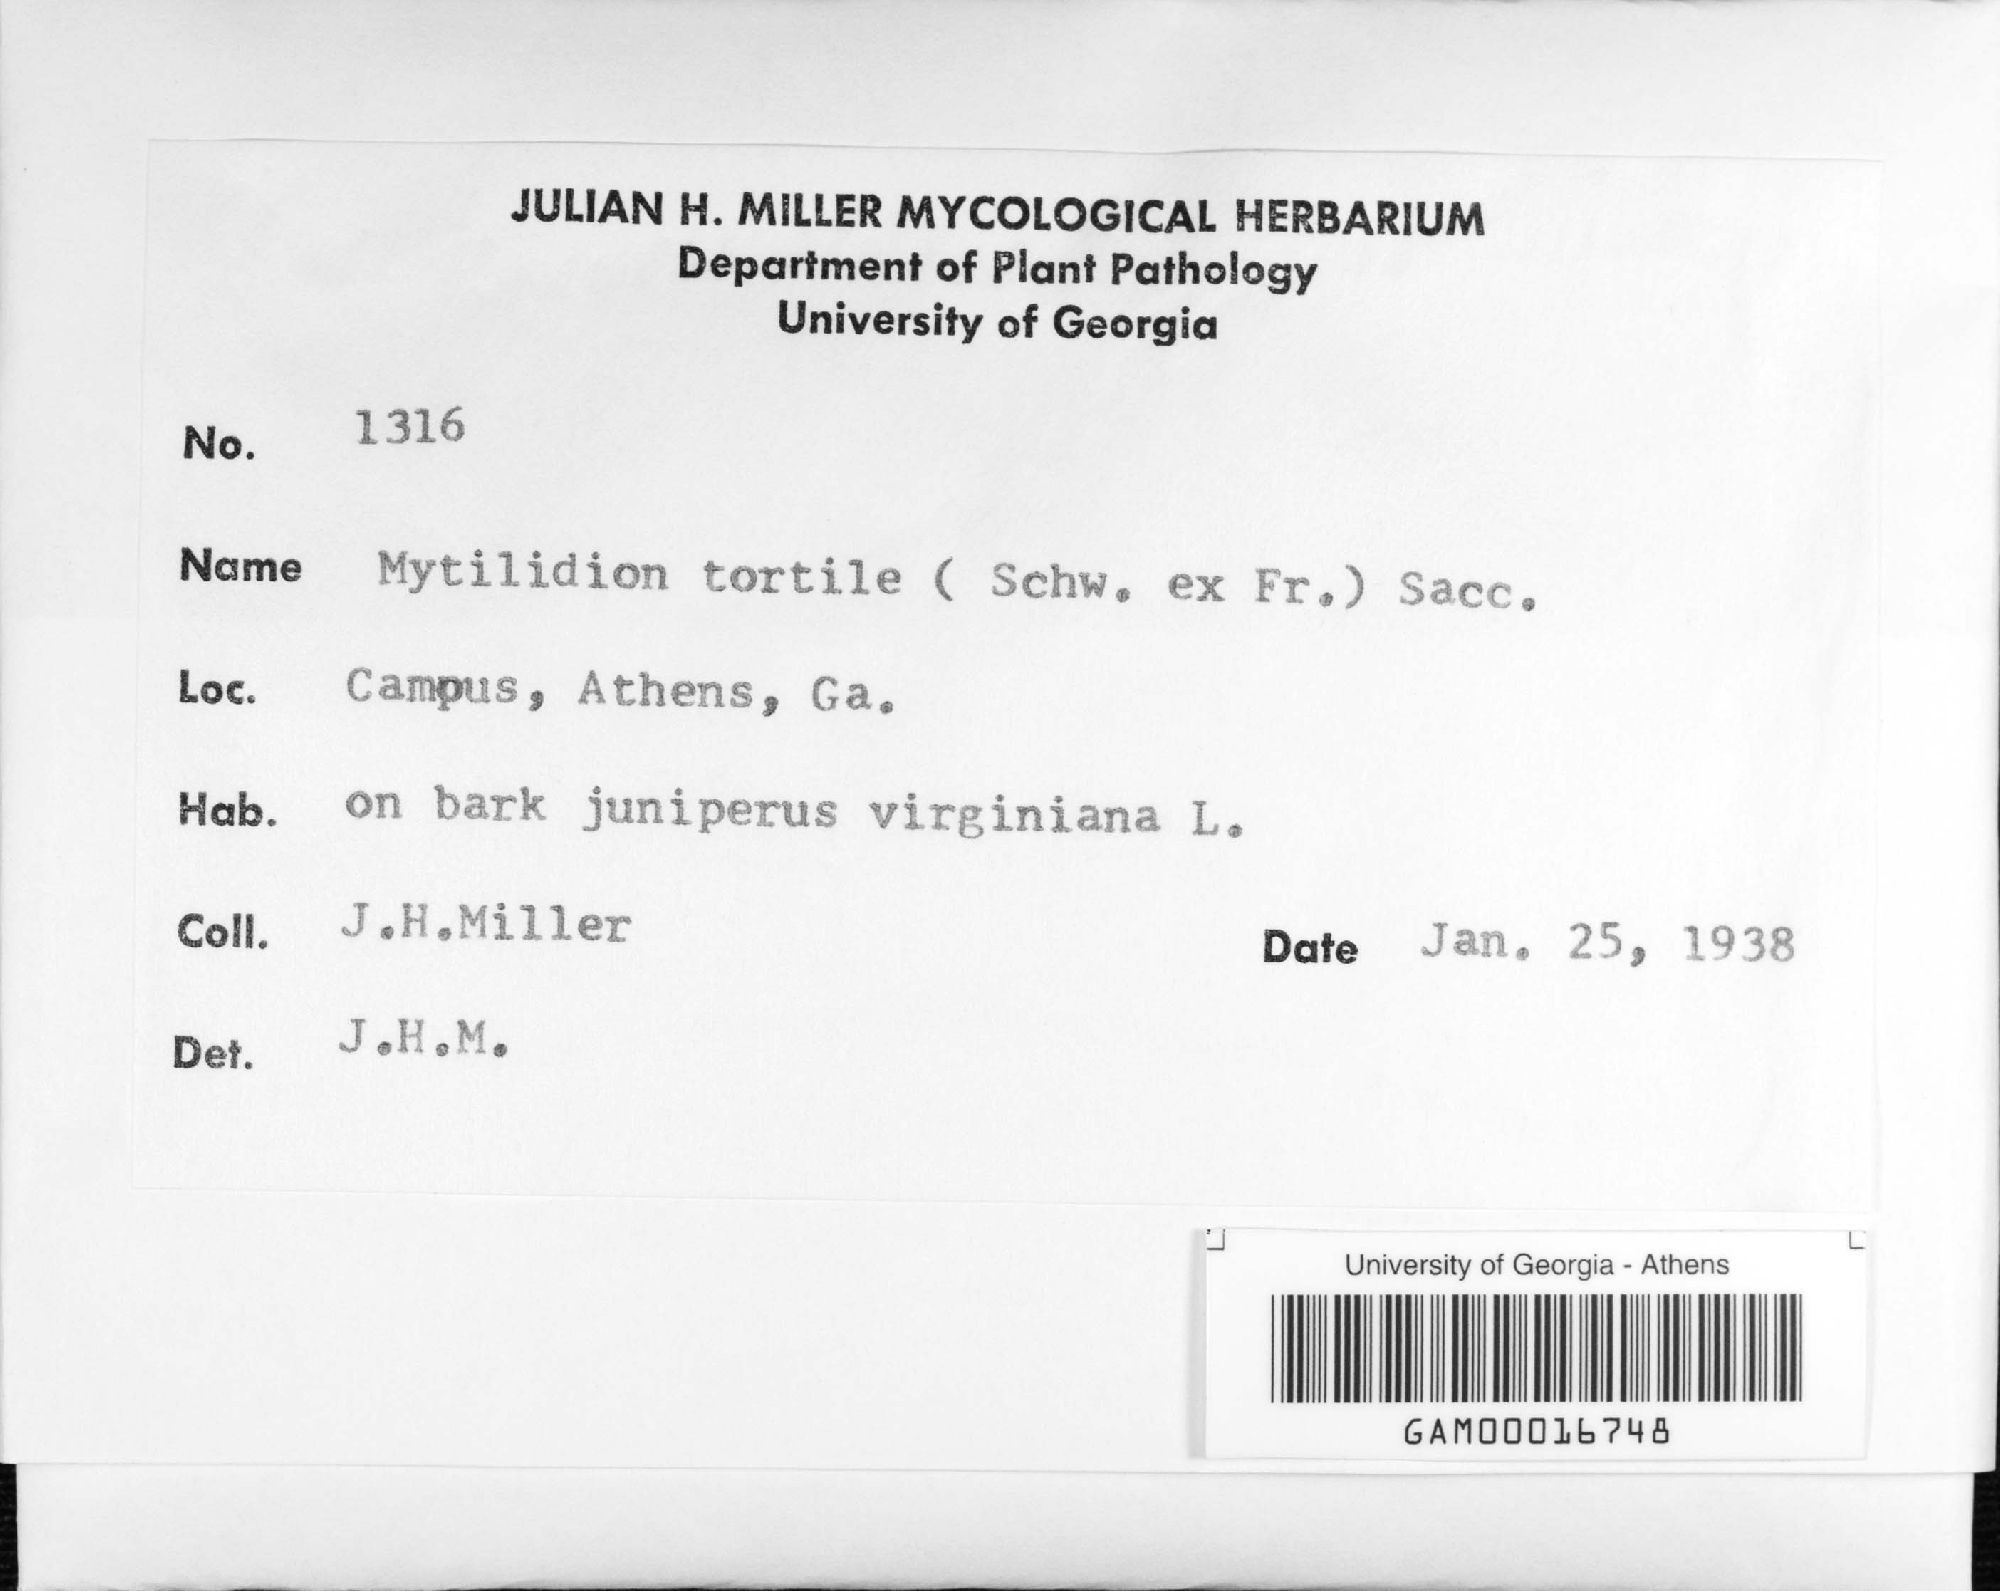 JULIAN H. MILLER MYCOLOGICAL HERBARIUM
Department of Plant Pathology
University of Georgia
No. 1316
Name Mytilidion tortile ( Schw. ex Fr.) Sacc.
Loc. Campus, Athens, Ga.
Hab. on bark juniperus virginiana L.
Coll. J.H.Miller Date Jan. 25, 1938
Det. J.H.M.
University of Georgia - Athens
GAM00016748